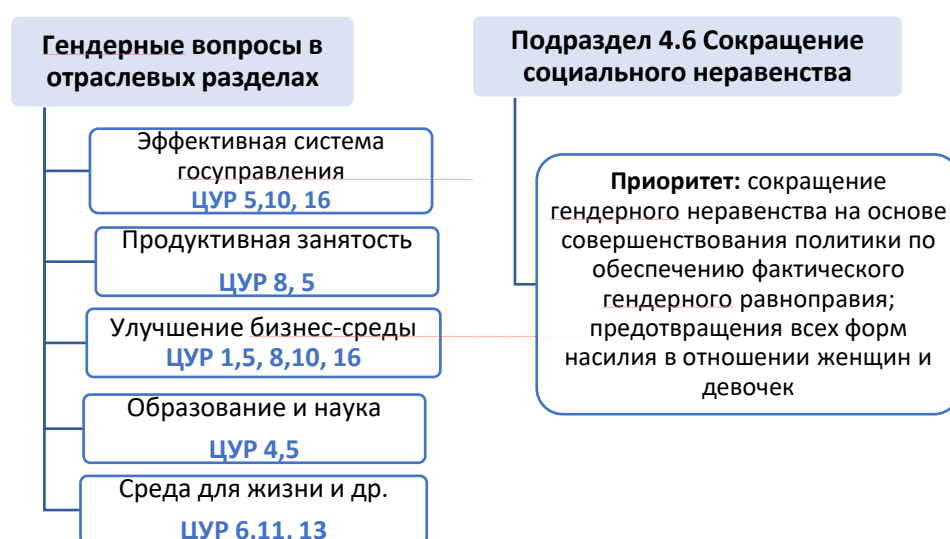 Гендерные вопросы в
отраслевых разделах
Эффективная система
госуправления
ЦУР 5,10, 16
Продуктивная занятость
ЦУР 8, 5
Улучшение бизнес-среды
ЦУР 1,5, 8,10, 16
Образование и наука
ЦУР 4,5
Среда для жизни и др.
ЦУР 6,11, 13
Подраздел 4.6 Сокращение
социального неравенства
Приоритет: сокращение
гендерного неравенства на основе
совершенствования политики по
обеспечению фактического
гендерного равноправия;
предотвращения всех форм
насилия в отношении женщин и
девочек